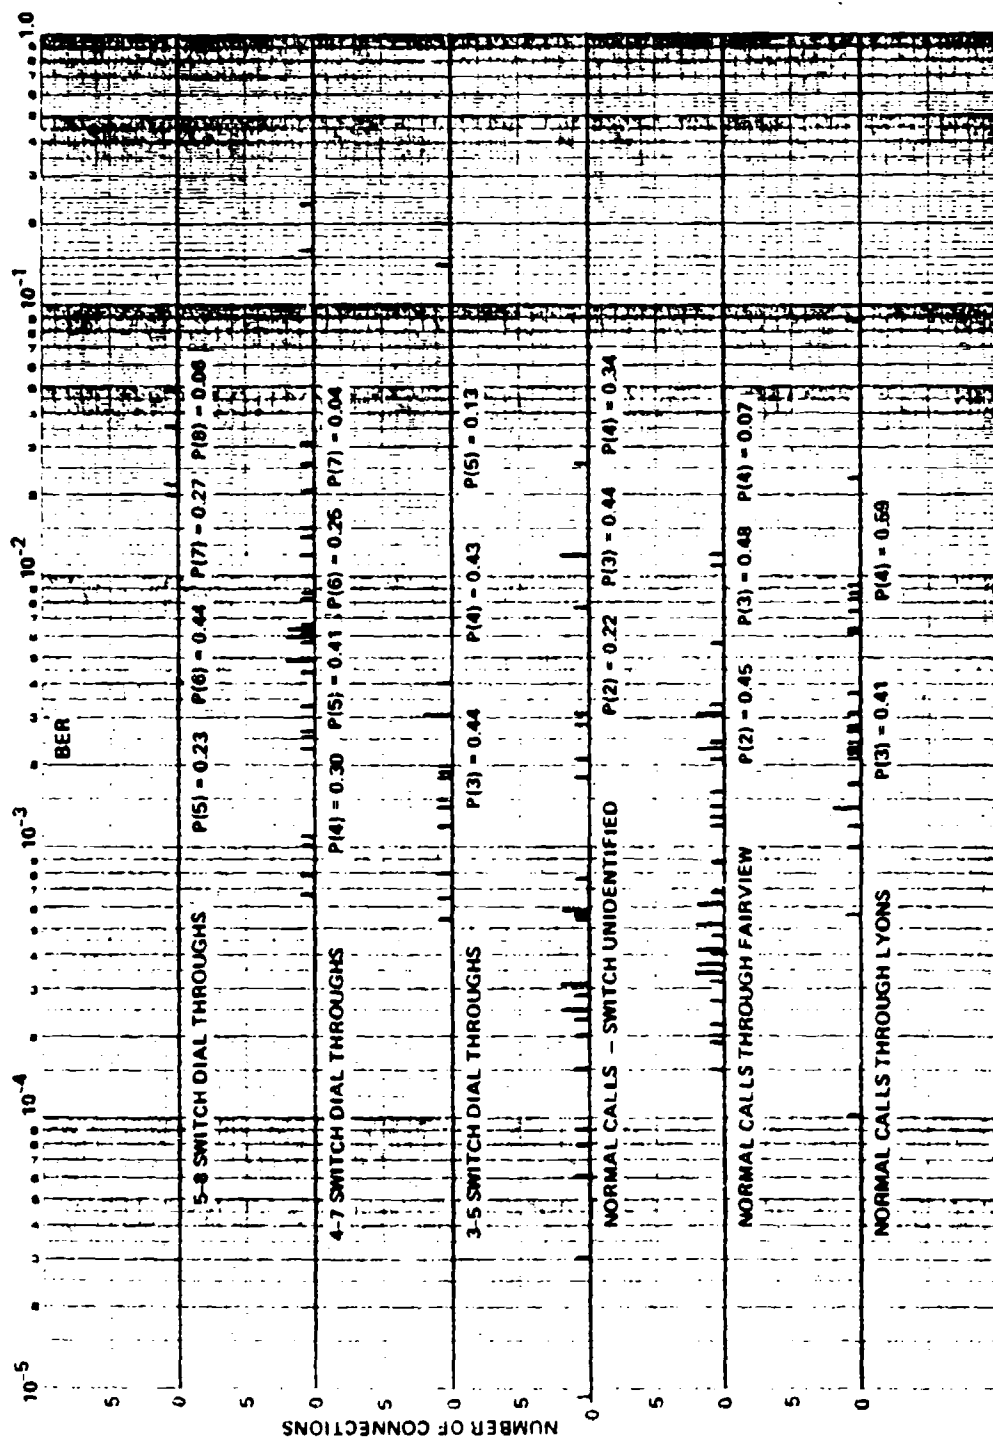 10⁻⁵ 10⁻⁴ 10⁻³ 10⁻² 10⁻¹ 1.0
BER
NUMBER OF CONNECTIONS
5
0
5-8 SWITCH DIAL THROUGHS P(5) = 0.23 P(6) = 0.44 P(7) = 0.27 P(8) = 0.06
5
0
4-7 SWITCH DIAL THROUGHS P(4) = 0.30 P(5) = 0.41 P(6) = 0.25 P(7) = 0.04
5
0
3-5 SWITCH DIAL THROUGHS P(3) = 0.44 P(4) = 0.43 P(5) = 0.13
5
0
NORMAL CALLS – SWITCH UNIDENTIFIED P(2) = 0.22 P(3) = 0.44 P(4) = 0.34
5
0
NORMAL CALLS THROUGH FAIRVIEW P(2) = 0.45 P(3) = 0.48 P(4) = 0.07
5
0
NORMAL CALLS THROUGH LYONS P(3) = 0.41 P(4) = 0.59